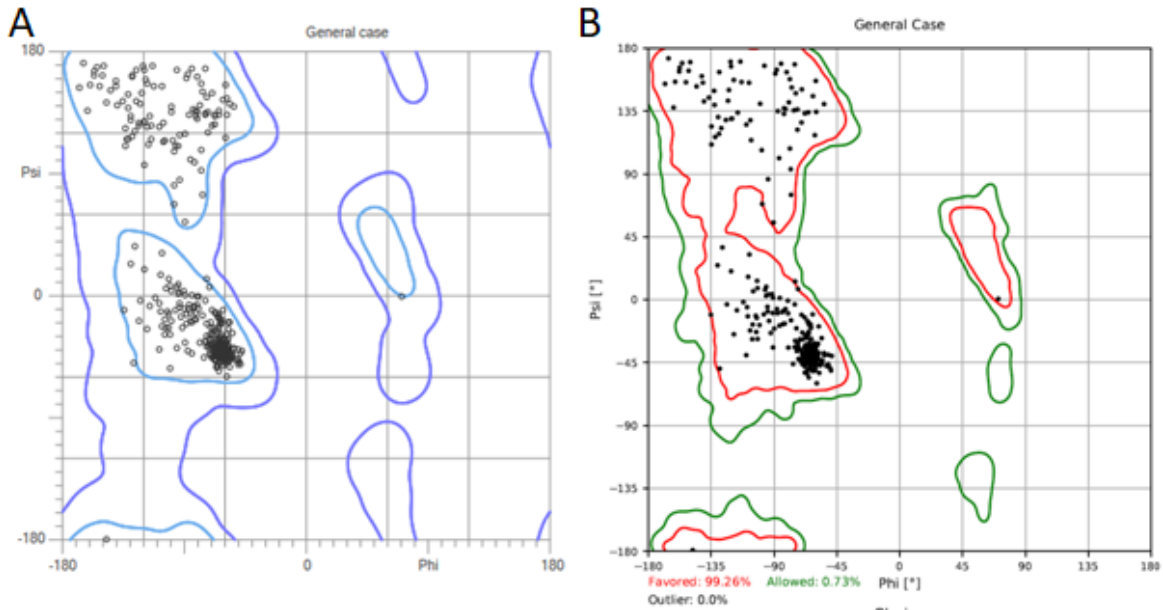 A
General case
180
Psi
0
-180
-180
0
Phi
180
B
General Case
180
135
90
45
0
−45
−90
−135
−180
Psi [°]
−180
−135
−90
−45
0
45
90
135
180
Favored: 99.26%
Allowed: 0.73%
Phi [°]
Outlier: 0.0%